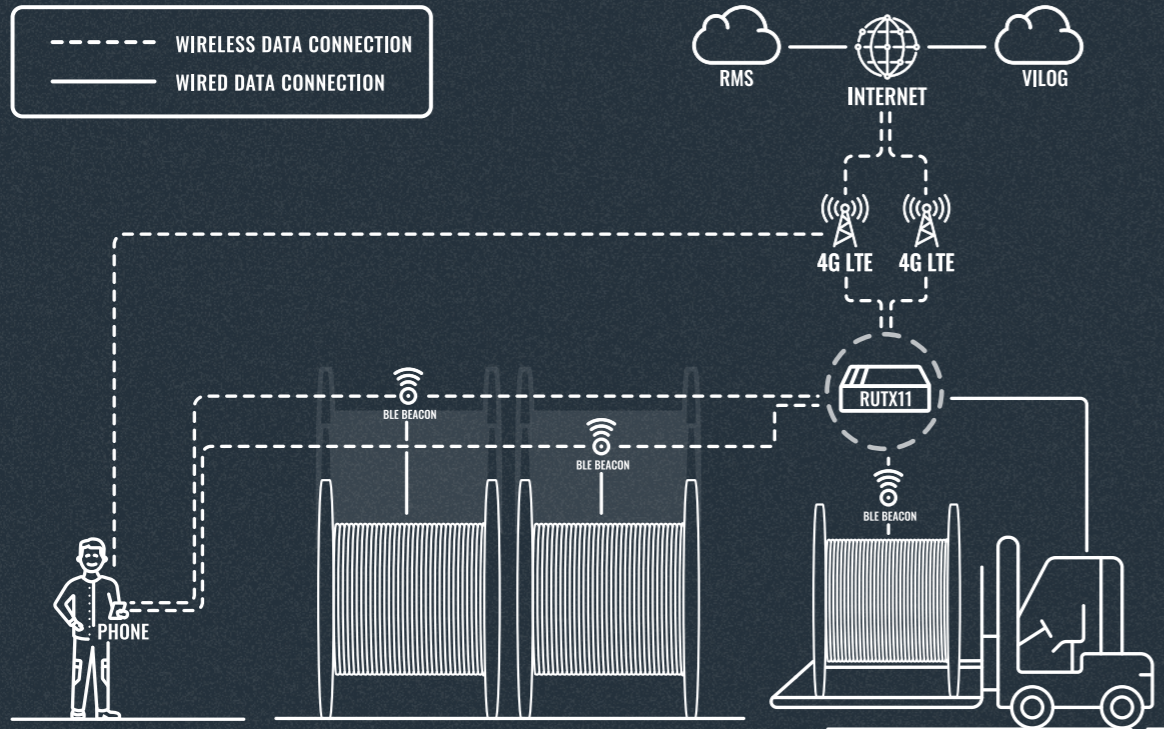 WIRELESS DATA CONNECTION
WIRED DATA CONNECTION
RMS
INTERNET
VILOG
4G LTE
4G LTE
RUTX11
BLE BEACON
BLE BEACON
BLE BEACON
PHONE